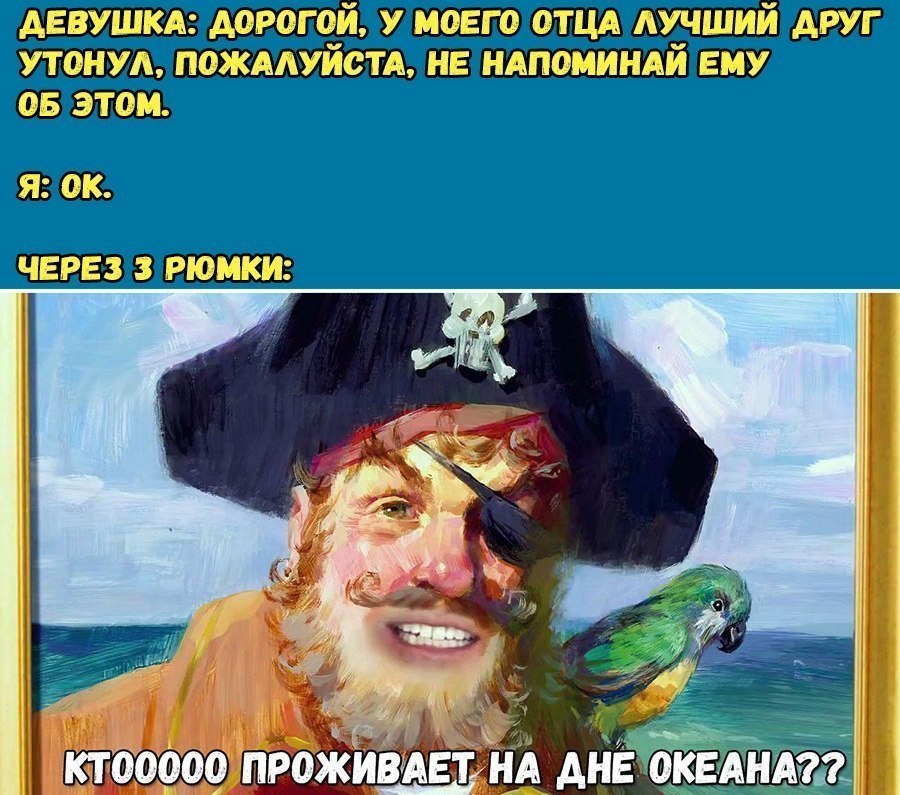 ДЕВУШКА: ДОРОГОЙ, У МОЕГО ОТЦА ЛУЧШИЙ ДРУГ
УТОНУЛ, ПОЖАЛУЙСТА, НЕ НАПОМИНАЙ ЕМУ
ОБ ЭТОМ.
Я: ОК.
ЧЕРЕЗ 3 РЮМКИ:
КТООООО ПРОЖИВАЕТ НА ДНЕ ОКЕАНА??